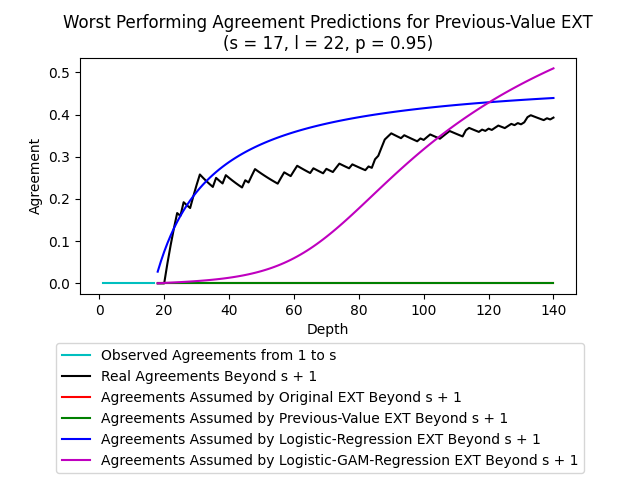 Worst Performing Agreement Predictions for Previous-Value EXT
(s = 17, l = 22, p = 0.95)
0.5
0.4
0.3
0.2
0.1
0.0
Agreement
0 20 40 60 80 100 120 140
Depth
Observed Agreements from 1 to s
Real Agreements Beyond s + 1
Agreements Assumed by Original EXT Beyond s + 1
Agreements Assumed by Previous-Value EXT Beyond s + 1
Agreements Assumed by Logistic-Regression EXT Beyond s + 1
Agreements Assumed by Logistic-GAM-Regression EXT Beyond s + 1